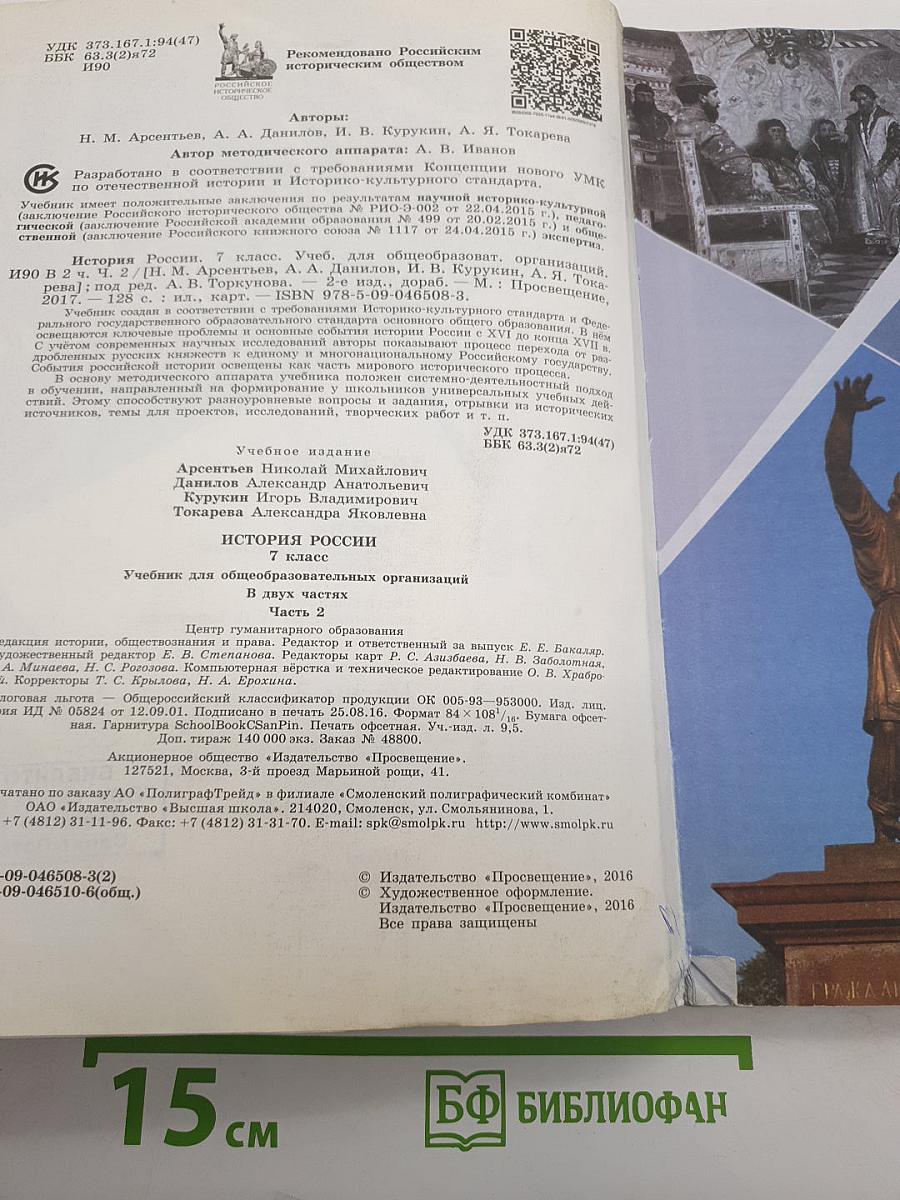 УДК 373.167.1:94(47)
ББК 63.3(2)я72
И90
РОССИЙСКОЕ
ИСТОРИЧЕСКОЕ
ОБЩЕСТВО
Рекомендовано Российским
историческим обществом
Авторы:
Н. М. Арсентьев, А. А. Данилов, И. В. Курукин, А. Я. Токарева
Автор методического аппарата: А. В. Иванов
Разработано в соответствии с требованиями Концепции нового УМК
по отечественной истории и Историко-культурного стандарта.
Учебник имеет положительные заключения по результатам научной историко-культурной
(заключение Российского исторического общества № РИО-Э-002 от 22.04.2015 г.), педаго-
гической (заключение Российской академии образования № 499 от 20.02.2015 г.) и обще-
ственной (заключение Российского книжного союза № 1117 от 24.04.2015 г.) экспертиз.
История России. 7 класс. Учеб. для общеобразоват. организаций.
И90 В 2 ч. Ч. 2 / [Н. М. Арсентьев, А. А. Данилов, И. В. Курукин, А. Я. Тока-
рева] ; под ред. А. В. Торкунова. — 2-е изд., дораб. — М. : Просвещение,
2017. — 128 с. : ил., карт. — ISBN 978-5-09-046508-3.
Учебник создан в соответствии с требованиями Историко-культурного стандарта и Феде-
рального государственного образовательного стандарта основного общего образования. В нём
освещаются ключевые проблемы и основные события истории России с XVI до конца XVII в.
С учётом современных научных исследований авторы показывают процесс перехода от раз-
дробленных русских княжеств к единому и многонациональному Российскому государству.
События российской истории освещены как часть мирового исторического процесса.
В основу методического аппарата учебника положен системно-деятельностный подход
в обучении, направленный на формирование у школьников универсальных учебных дей-
ствий. Этому способствуют разноуровневые вопросы и задания, отрывки из исторических
источников, темы для проектов, исследований, творческих работ и т. п.
УДК 373.167.1:94(47)
ББК 63.3(2)я72
Учебное издание
Арсентьев Николай Михайлович
Данилов Александр Анатольевич
Курукин Игорь Владимирович
Токарева Александра Яковлевна
ИСТОРИЯ РОССИИ
7 класс
Учебник для общеобразовательных организаций
В двух частях
Часть 2
Центр гуманитарного образования
едакция истории, обществознания и права. Редактор и ответственный за выпуск Е. Е. Бакаляр.
удожественный редактор Е. В. Степанова. Редакторы карт Р. С. Азизбаева, Н. В. Заболотная,
А. Минаева, Н. С. Рогозова. Компьютерная вёрстка и техническое редактирование О. В. Храбро-
й. Корректоры Т. С. Крылова, Н. А. Ерохина.
логовая льгота — Общероссийский классификатор продукции ОК 005-93—953000. Изд. лиц.
рия ИД № 05824 от 12.09.01. Подписано в печать 25.08.16. Формат 84 × 108 1/16. Бумага офсет-
ная. Гарнитура SchoolBookCSanPin. Печать офсетная. Уч.-изд. л. 9,5.
Доп. тираж 140 000 экз. Заказ № 48800.
Акционерное общество «Издательство «Просвещение».
127521, Москва, 3-й проезд Марьиной рощи, 41.
чатано по заказу АО «ПолиграфТрейд» в филиале «Смоленский полиграфический комбинат»
ОАО «Издательство «Высшая школа». 214020, Смоленск, ул. Смольянинова, 1.
+7 (4812) 31-11-96. Факс: +7 (4812) 31-31-70. E-mail: spk@smolpk.ru http://www.smolpk.ru
-09-046508-3(2)
-09-046510-6(общ.)
© Издательство «Просвещение», 2016
© Художественное оформление.
Издательство «Просвещение», 2016
Все права защищены
ГРАЖДАН
15 см
БФ БИБЛИОФАН